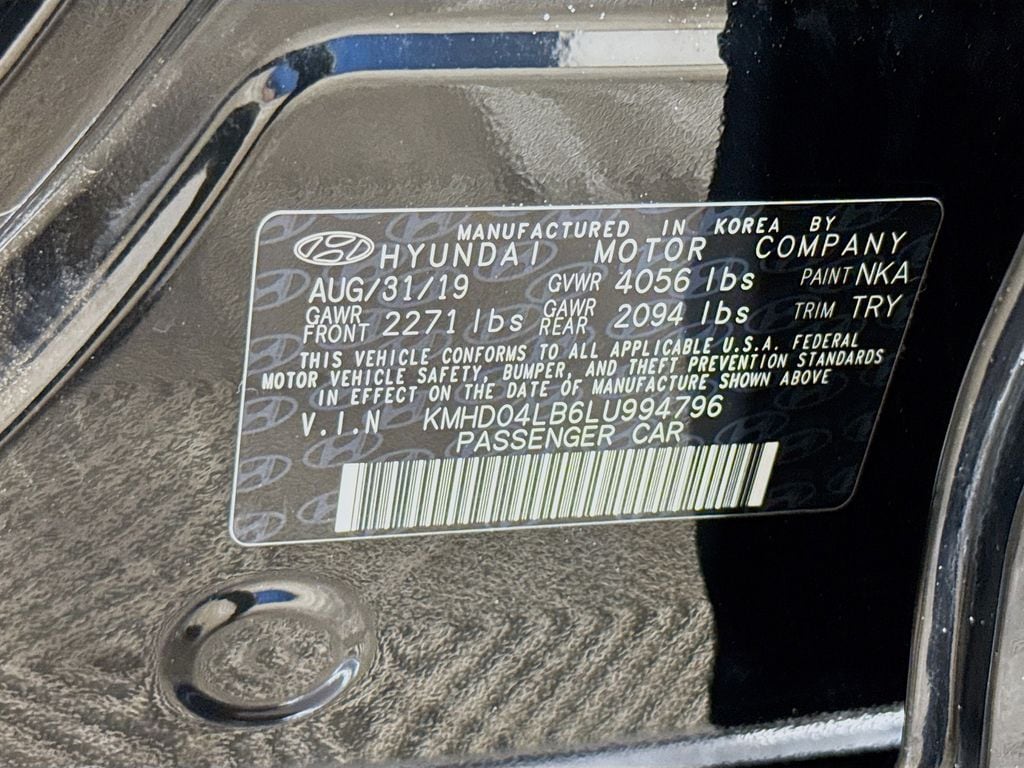 MANUFACTURED IN KOREA BY
HYUNDAI MOTOR COMPANY
AUG/31/19 GVWR 4056 lbs PAINT NKA
GAWR FRONT 2271 lbs GAWR REAR 2094 lbs TRIM TRY
THIS VEHICLE CONFORMS TO ALL APPLICABLE U.S.A. FEDERAL
MOTOR VEHICLE SAFETY, BUMPER, AND THEFT PREVENTION STANDARDS
IN EFFECT ON THE DATE OF MANUFACTURE SHOWN ABOVE
V.I.N KMHD04LB6LU994796
PASSENGER CAR